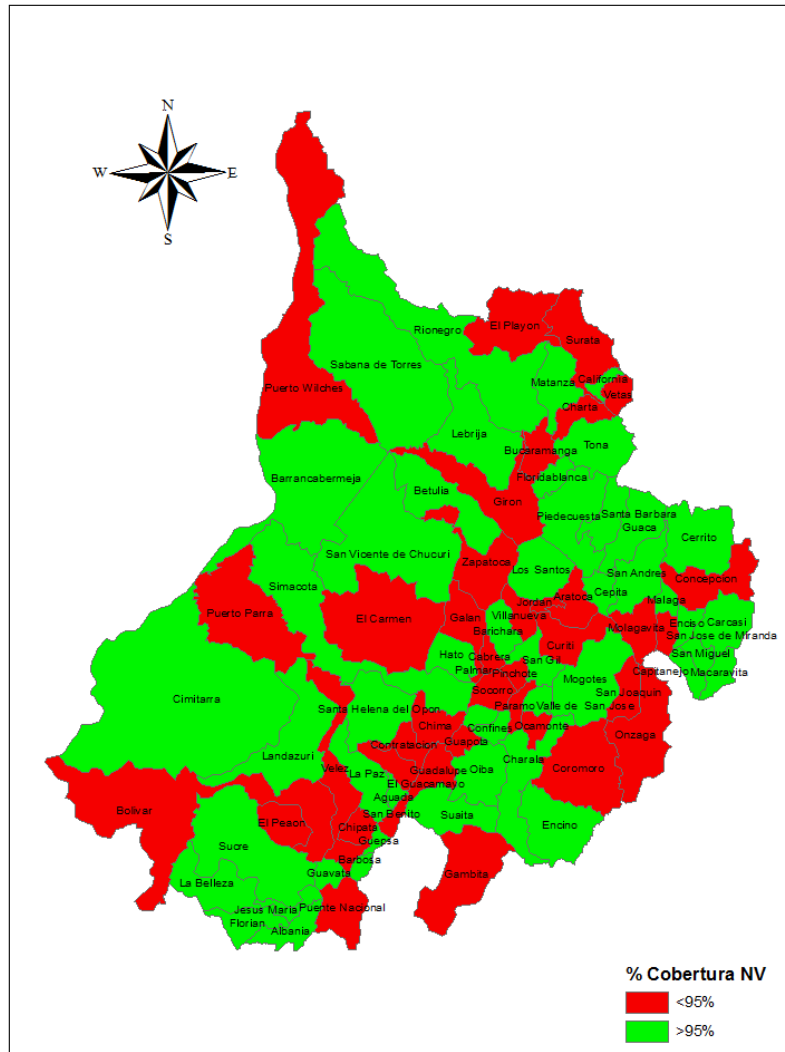 N
W
E
S
El Playon
Rionegro
Surata
Sabana de Torres
California
Matanza
Puerto Wilches
Vetas
Charta
Lebrija
Tona
Bucaramanga
Barrancabermeja
Floridablanca
Betulia
Giron
Piedecuesta
Santa Barbara
Guaca
Cerrito
San Vicente de Chucuri
Zapatoca
Los Santos
San Andres
Concepcion
Simacota
Cepita
Aratoca
Malaga
Jordan
Puerto Parra
El Carmen
Galan
Villanueva
Enciso
Carcasi
Barichara
Molagavita
San Jose de Miranda
Curiti
Hato
Cabrera
San Gil
San Miguel
Palmar
Pinchote
Mogotes
Capitanejo
Macaravita
Cimitarra
Socorro
San Joaquin
Santa
Helena del Opon
Paramo
Valle de
San Jose
Chima
Confines
Ocamonte
Onzaga
Contratacion
Guapota
Landazuri
Charala
Velez
La Paz
Guadalupe
Oiba
Coromoro
El Guacamayo
Aguada
Bolivar
San Benito
Suaita
El Peaon
Chipata
Encino
Guepsa
Sucre
Barbosa
Guavata
Gambita
La Belleza
Jesus Maria
Puente Nacional
Florian
Albania
% Cobertura NV
<95%
>95%